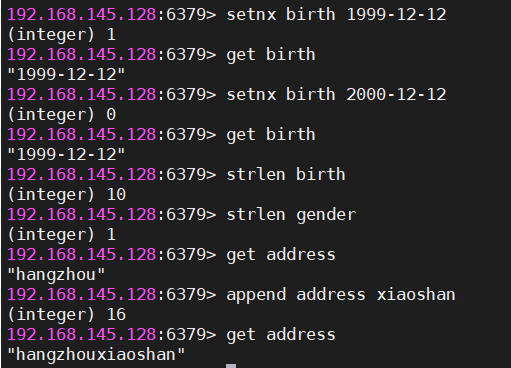 192.168.145.128:6379> setnx birth 1999-12-12
(integer) 1
192.168.145.128:6379> get birth
"1999-12-12"
192.168.145.128:6379> setnx birth 2000-12-12
(integer) 0
192.168.145.128:6379> get birth
"1999-12-12"
192.168.145.128:6379> strlen birth
(integer) 10
192.168.145.128:6379> strlen gender
(integer) 1
192.168.145.128:6379> get address
"hangzhou"
192.168.145.128:6379> append address xiaoshan
(integer) 16
192.168.145.128:6379> get address
"hangzhouxiaoshan"